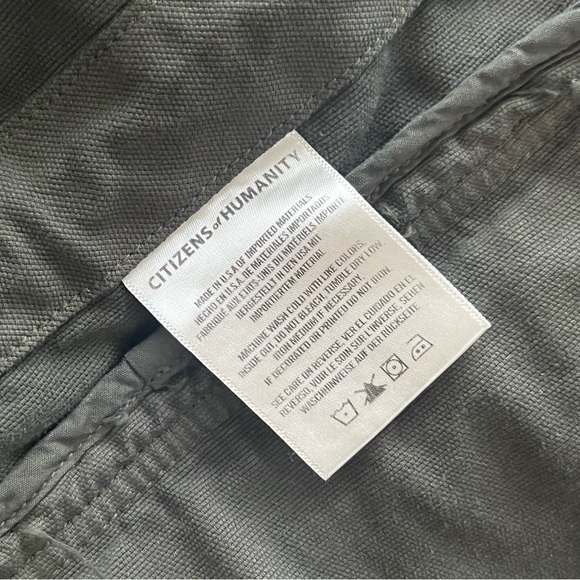 CITIZENS of HUMANITY
MADE IN U.S.A OF IMPORTED MATERIALS
HECHO EN U.S.A. DE MATERIALES IMPORTADOS
FABRIQUÉ AUX ETATS-UNIS DU MATÉRIELS IMPORTÉ
HERGESTELLT IN DEN USA MIT
IMPORTIERTEM MATERIAL
MACHINE WASH COLD WITH LIKE COLORS,
INSIDE OUT, DO NOT BLEACH TUMBLE DRY LOW.
IRON MEDIUM IF NECESSARY.
IF DECORATED OR PRINTED DO NOT IRON.
SEE CARE ON REVERSE VER EL CUIDADO EN EL
REVERSO, VOIR LE SOIN SUR L'INVERSE, SEHEN
WASCHHINWEISE AUF DER RÜCKSEITE.